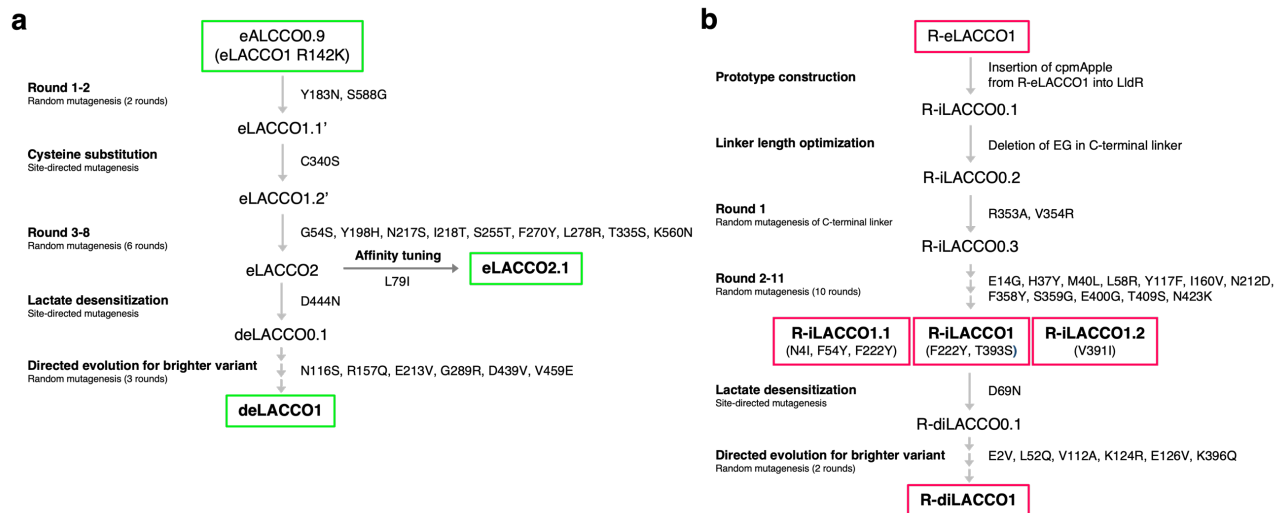 a
eALCCO0.9
(eLACCO1 R142K)
Round 1-2
Random mutagenesis (2 rounds)
Y183N, S588G
eLACCO1.1’
Cysteine substitution
Site-directed mutagenesis
C340S
eLACCO1.2’
Round 3-8
Random mutagenesis (6 rounds)
G54S, Y198H, N217S, I218T, S255T, F270Y, L278R, T335S, K560N
eLACCO2
Affinity tuning
L79I
eLACCO2.1
Lactate desensitization
Site-directed mutagenesis
D444N
deLACCO0.1
Directed evolution for brighter variant
Random mutagenesis (3 rounds)
N116S, R157Q, E213V, G289R, D439V, V459E
deLACCO1
b
R-eLACCO1
Prototype construction
Insertion of cpmApple
from R-eLACCO1 into LldR
R-iLACCO0.1
Linker length optimization
Deletion of EG in C-terminal linker
R-iLACCO0.2
Round 1
Random mutagenesis of C-terminal linker
R353A, V354R
R-iLACCO0.3
Round 2-11
Random mutagenesis (10 rounds)
E14G, H37Y, M40L, L58R, Y117F, I160V, N212D,
F358Y, S359G, E400G, T409S, N423K
R-iLACCO1.1
(N4I, F54Y, F222Y)
R-iLACCO1
(F222Y, T393S)
R-iLACCO1.2
(V391I)
Lactate desensitization
Site-directed mutagenesis
D69N
R-diLACCO0.1
Directed evolution for brighter variant
Random mutagenesis (2 rounds)
E2V, L52Q, V112A, K124R, E126V, K396Q
R-diLACCO1